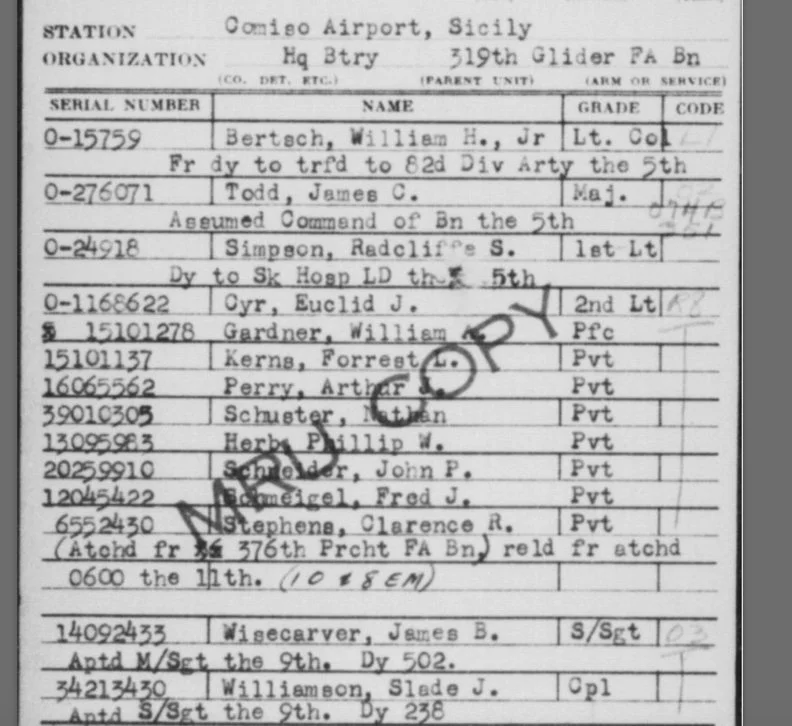 STATION Comiso Airport, Sicily
ORGANIZATION Hq Btry 319th Glider FA Bn
(CO. DET. ETC.) (PARENT UNIT) (ARM OR SERVICE)
SERIAL NUMBER NAME GRADE CODE
O-15759 Bertsch, William H., Jr Lt. Col
Fr dy to trfd to 82d Div Arty the 5th
O-276071 Todd, James C. Maj.
Assumed Command of Bn the 5th
O-24918 Simpson, Radcliffe S. 1st Lt
Dy to Sk Hosp LD the 5th
O-1168622 Cyr, Euclid J. 2nd Lt
15101278 Gardner, William Pfc
15101137 Kerns, Forrest L. Pvt
16065562 Perry, Arthur J. Pvt
39010305 Schuster, Nathan Pvt
13095983 Herb, Phillip W. Pvt
20259910 Schneider, John P. Pvt
12045422 Schmeigel, Fred J. Pvt
6552430 Stephens, Clarence R. Pvt
(Atchd fr 376th Prcht FA Bn) reld fr atchd
0600 the 11th. (1 O & 8 EM)
14092433 Wisecarver, James B. S/Sgt 03
Aptd M/Sgt the 9th. Dy 502.
34213430 Williamson, Slade J. Cpl
Aptd S/Sgt the 9th. Dy 238
MRU COPY